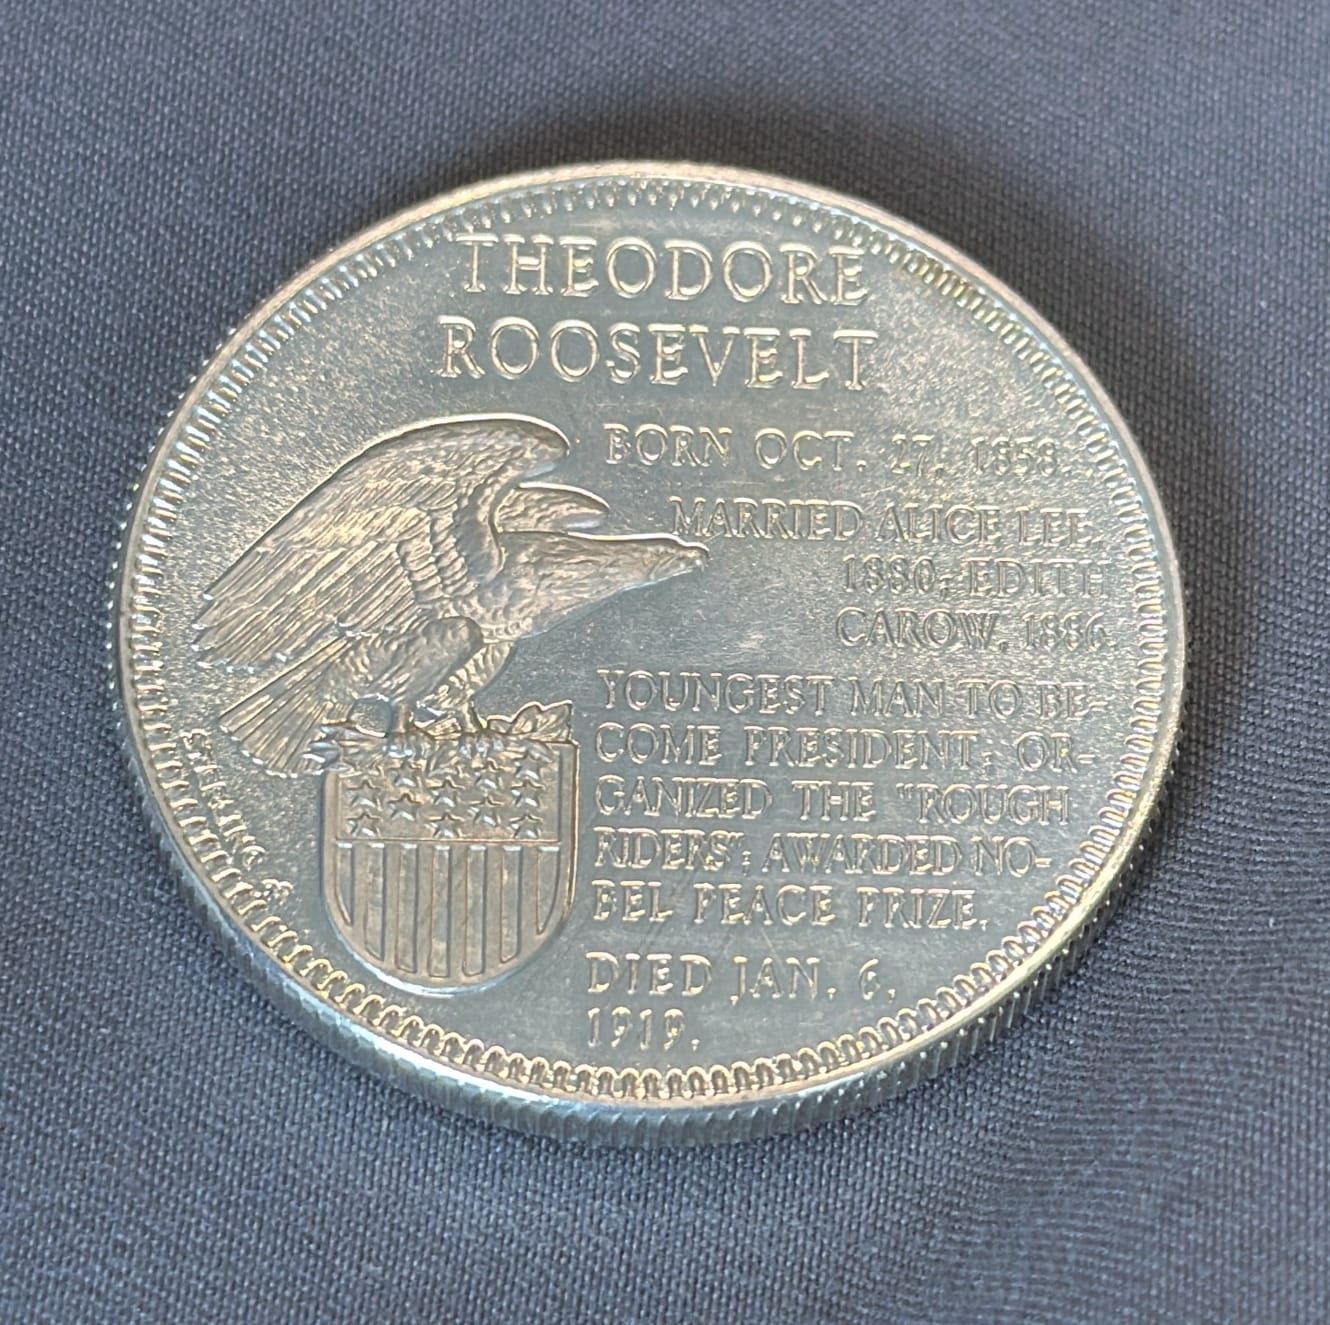 THEODORE
ROOSEVELT
BORN OCT. 27, 1858
MARRIED ALICE LEE
1880; EDITH
CAROW, 1886.
YOUNGEST MAN TO BE-
COME PRESIDENT; OR-
GANIZED THE "ROUGH
RIDERS"; AWARDED NO-
BEL PEACE PRIZE.
DIED JAN. 6,
1919.
STERLING